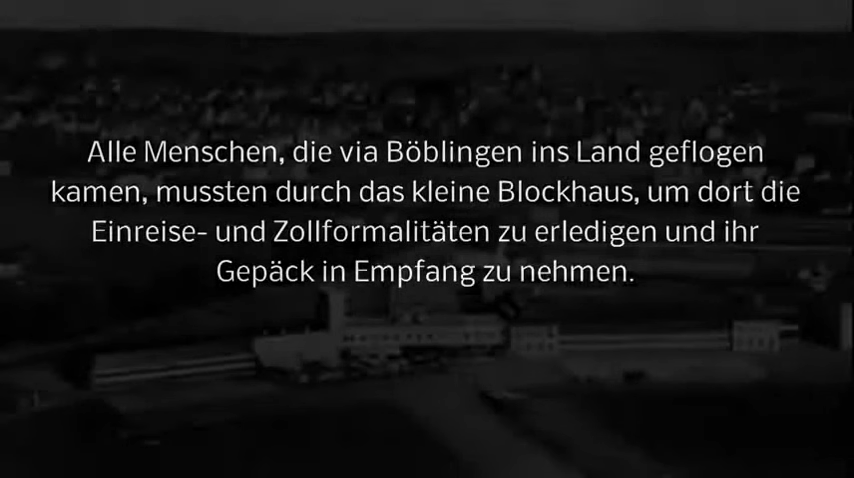 Alle Menschen, die via Böblingen ins Land geflogen
kamen, mussten durch das kleine Blockhaus, um dort die
Einreise- und Zollformalitäten zu erledigen und ihr
Gepäck in Empfang zu nehmen.